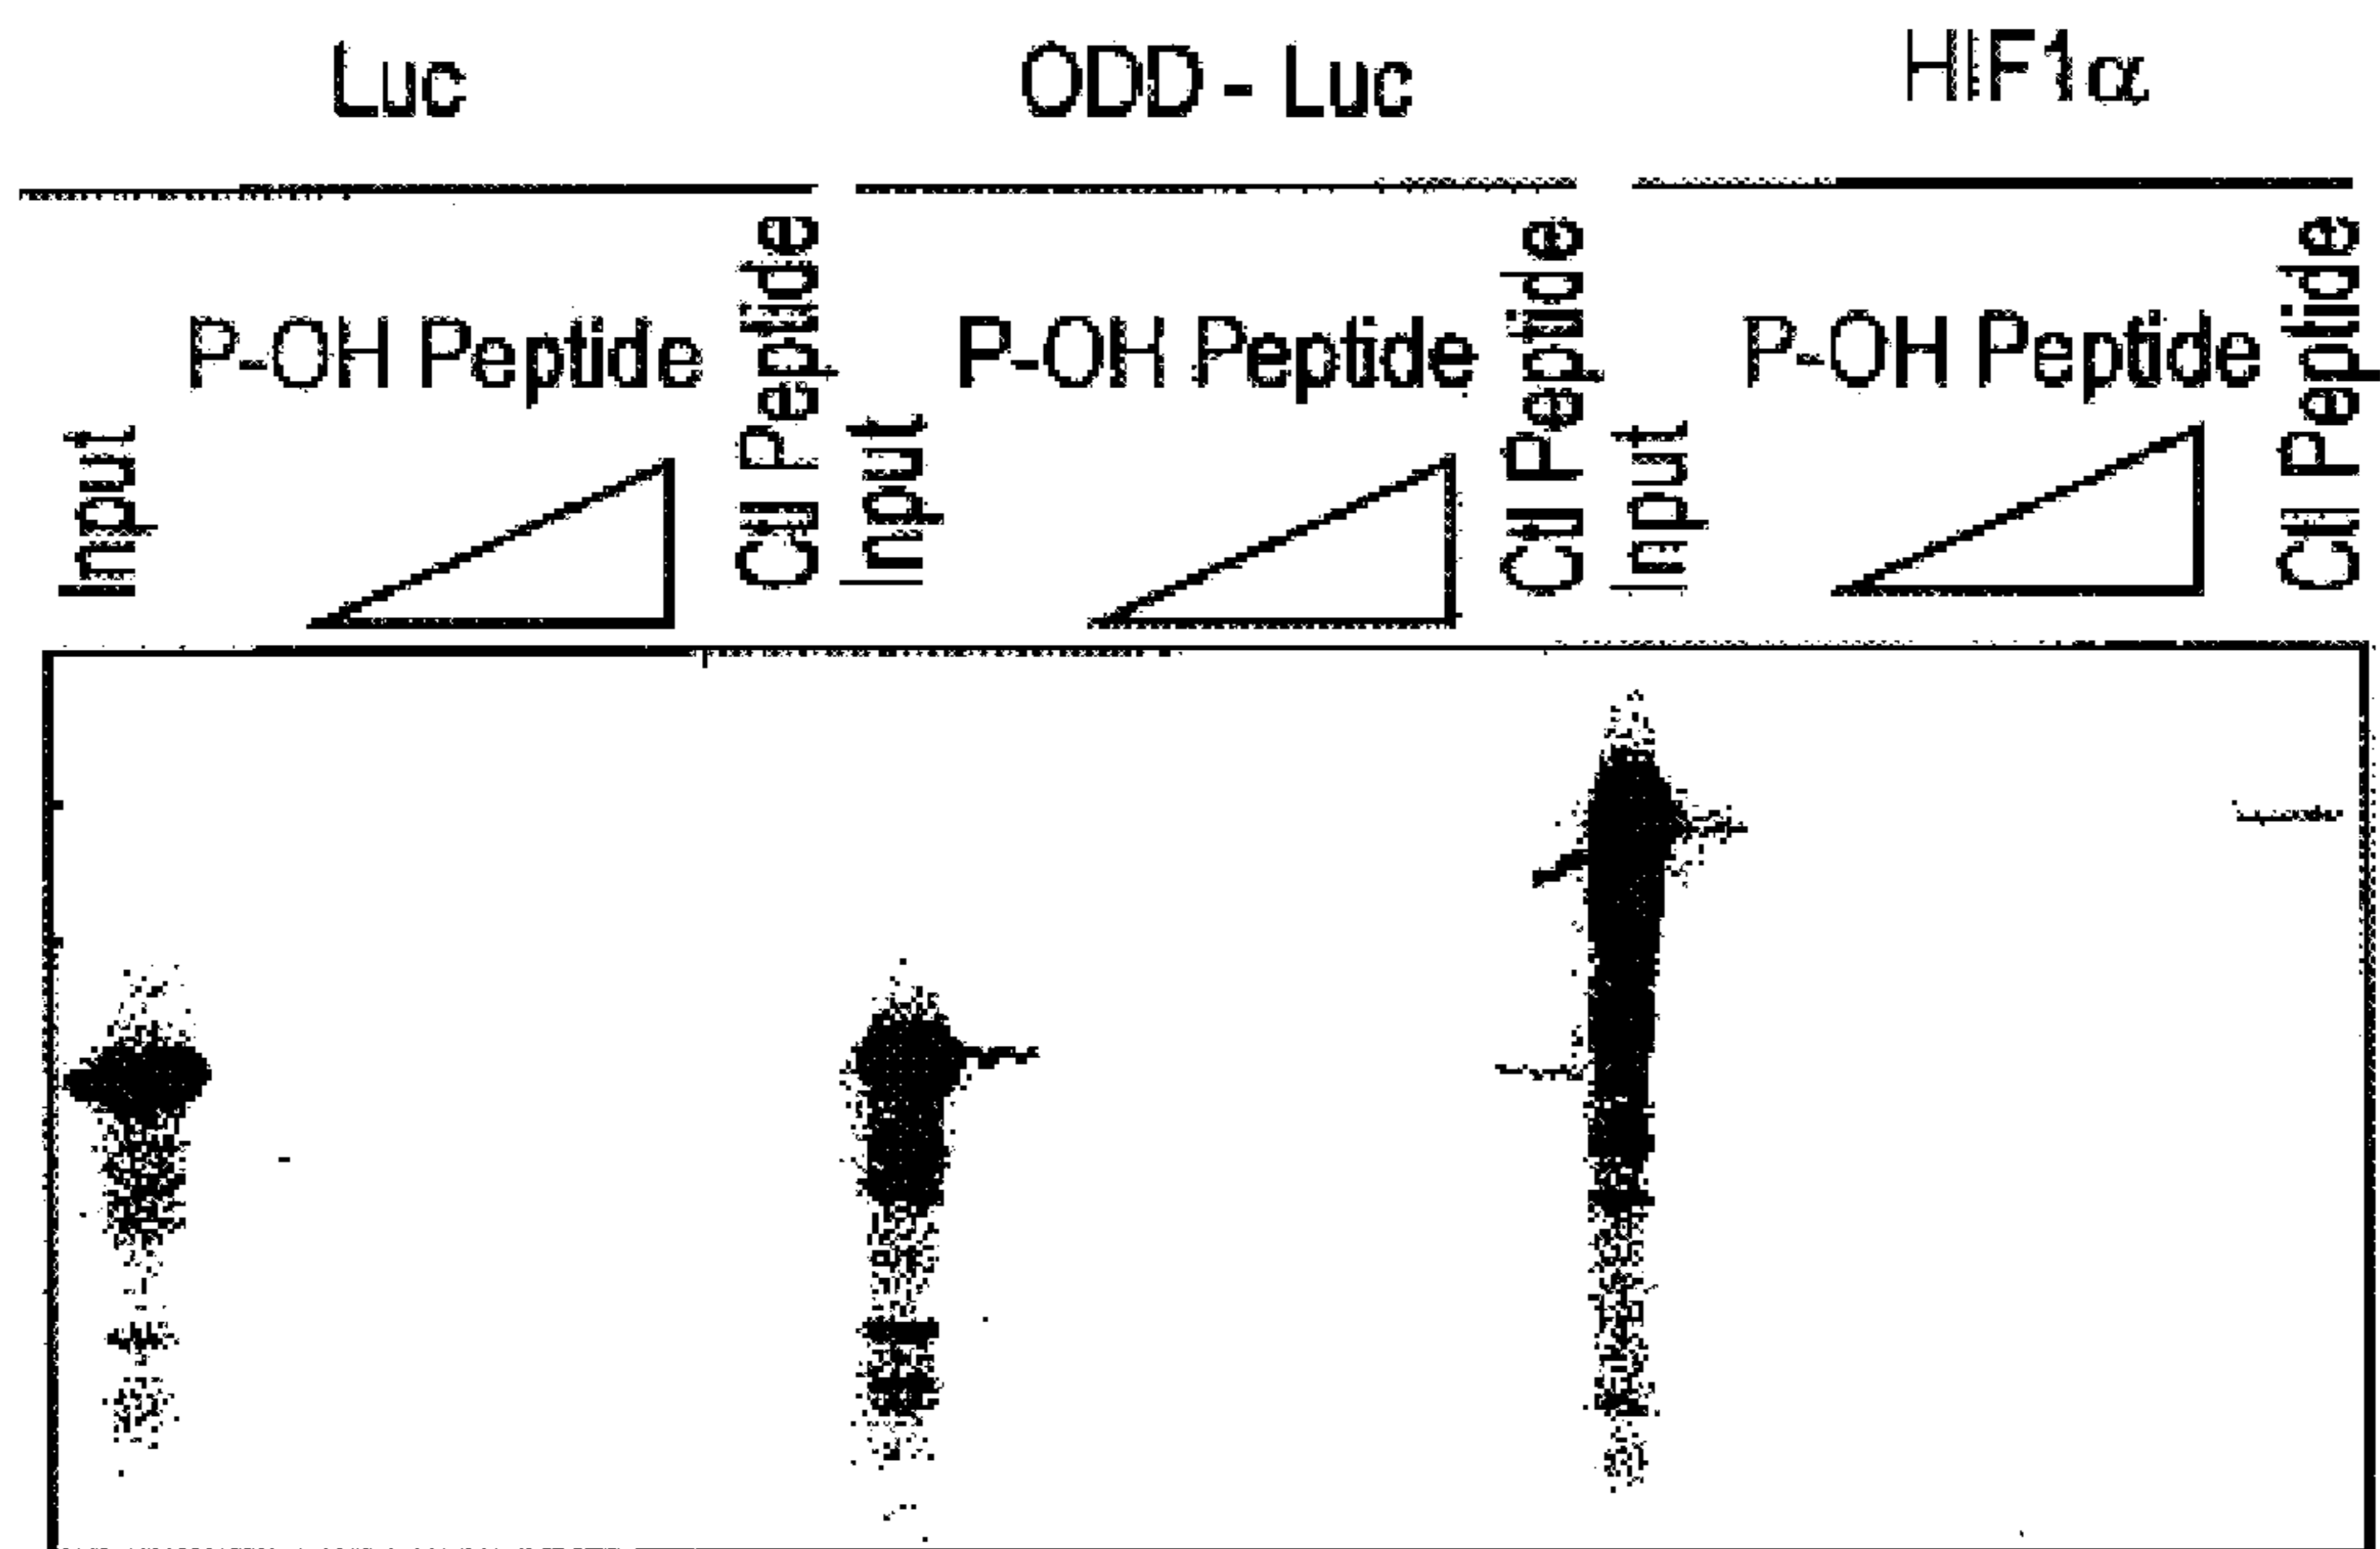 Luc ODD - Luc HIF1α
Input P-OH Peptide Ctl Peptide Input P-OH Peptide Ctl Peptide Input P-OH Peptide Ctl Peptide